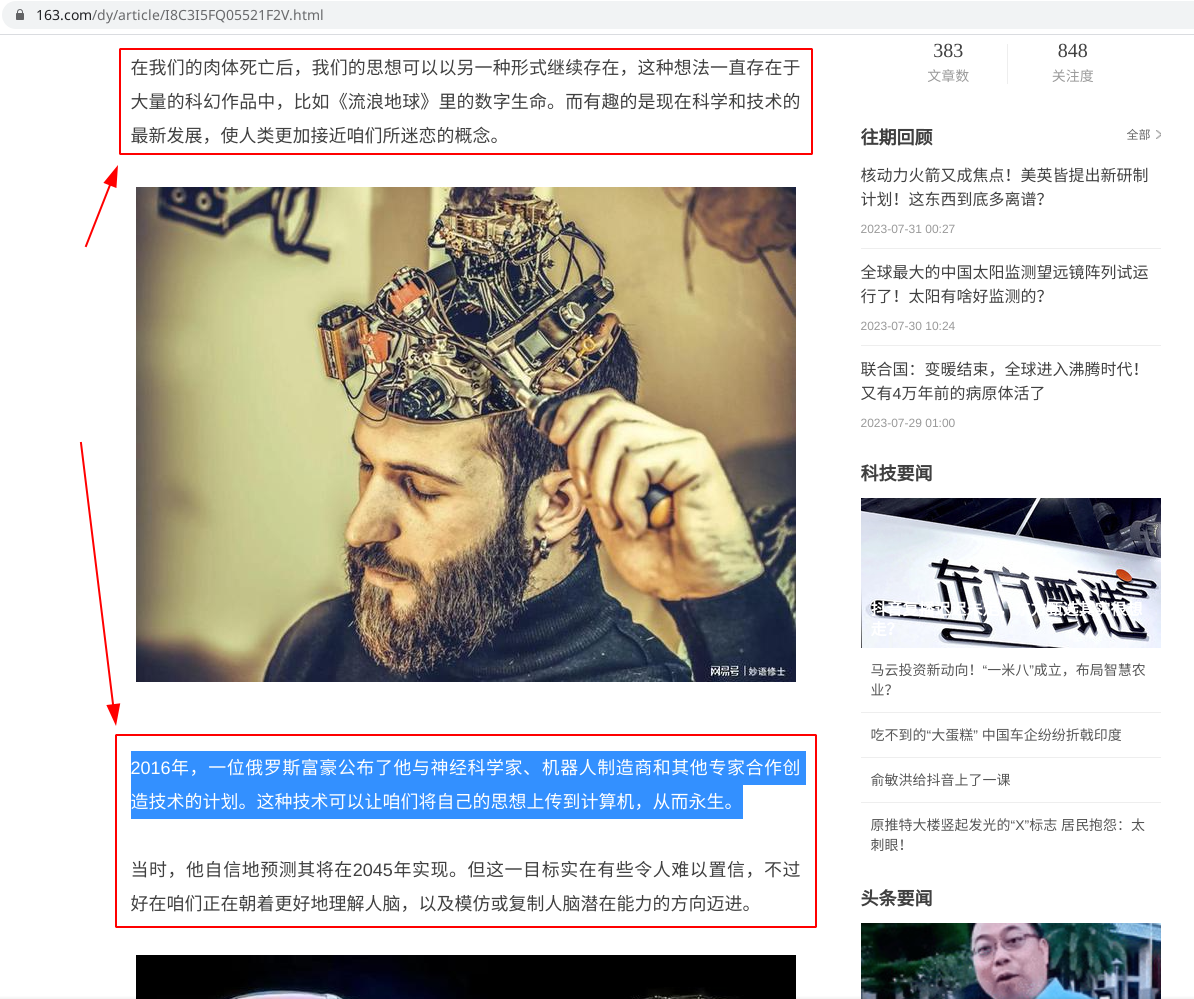 163.com/dy/article/I8C3I5FQ05521F2V.html
在我们的肉体死亡后，我们的思想可以以另一种形式继续存在，这种想法一直存在于
大量的科幻作品中，比如《流浪地球》里的数字生命。而有趣的是现在科学和技术的
最新发展，使人类更加接近咱们所迷恋的概念。
网易号 | 妙语修士
2016年，一位俄罗斯富豪公布了他与神经科学家、机器人制造商和其他专家合作创
造技术的计划。这种技术可以让咱们将自己的思想上传到计算机，从而永生。
当时，他自信地预测其将在2045年实现。但这一目标实在有些令人难以置信，不过
好在咱们正在朝着更好地理解人脑，以及模仿或复制人脑潜在能力的方向迈进。
383
文章数
848
关注度
往期回顾
全部
核动力火箭又成焦点！美英皆提出新研制
计划！这东西到底多离谱？
2023-07-31 00:27
全球最大的中国太阳监测望远镜阵列试运
行了！太阳有啥好监测的？
2023-07-30 10:24
联合国：变暖结束，全球进入沸腾时代！
又有4万年前的病原体活了
2023-07-29 01:00
科技要闻
东方甄选
走？
马云投资新动向！“一米八”成立，布局智慧农
业？
吃不到的“大蛋糕” 中国车企纷纷折戟印度
俞敏洪给抖音上了一课
原推特大楼竖起发光的“X”标志 居民抱怨：太
刺眼！
头条要闻